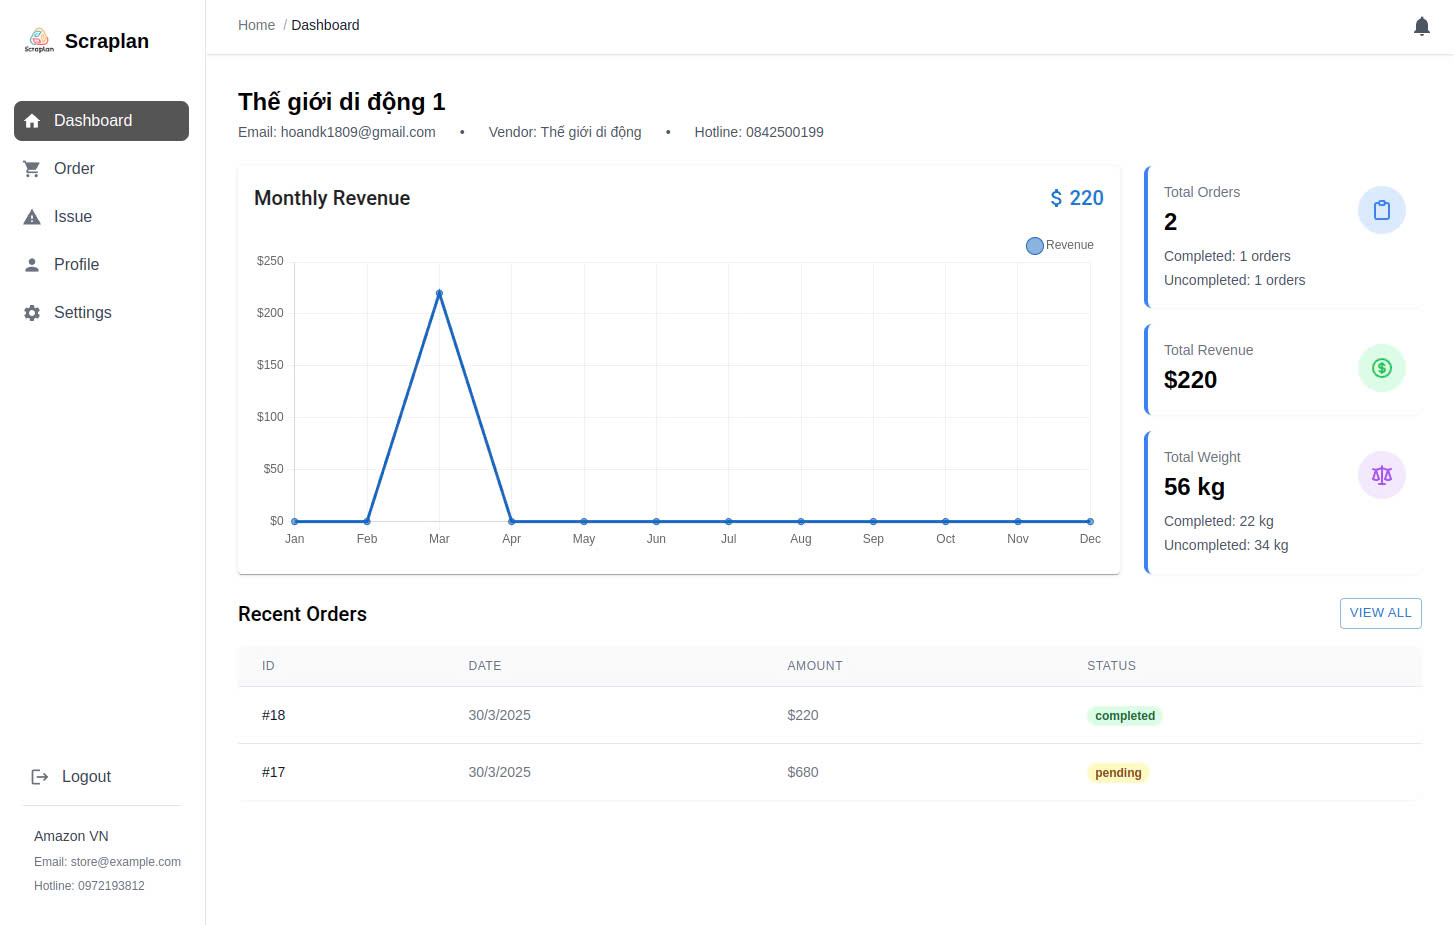 Scraplan
Scraplan
Home / Dashboard
Dashboard
Order
Issue
Profile
Settings
Logout
Amazon VN
Email: store@example.com
Hotline: 0972193812
Thế giới di động 1
Email: hoandk1809@gmail.com • Vendor: Thế giới di động • Hotline: 0842500199
Monthly Revenue
$ 220
Revenue
$250
$200
$150
$100
$50
$0
Jan Feb Mar Apr May Jun Jul Aug Sep Oct Nov Dec
Total Orders
2
Completed: 1 orders
Uncompleted: 1 orders
Total Revenue
$220
Total Weight
56 kg
Completed: 22 kg
Uncompleted: 34 kg
Recent Orders
VIEW ALL
ID DATE AMOUNT STATUS
#18 30/3/2025 $220 completed
#17 30/3/2025 $680 pending